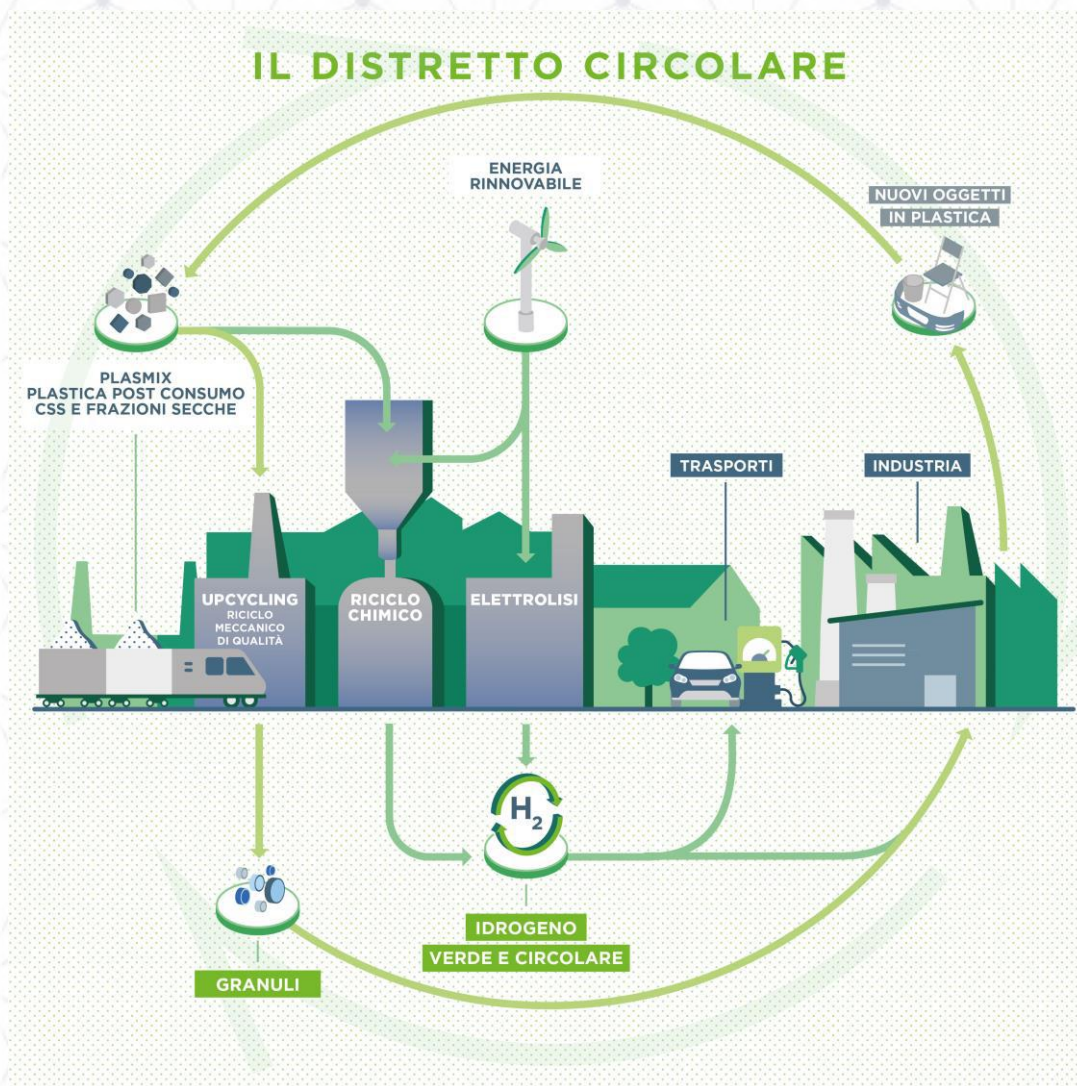 IL DISTRETTO CIRCOLARE
ENERGIA
RINNOVABILE
NUOVI OGGETTI
IN PLASTICA
PLASMIX
PLASTICA POST CONSUMO
CSS E FRAZIONI SECCHE
TRASPORTI
INDUSTRIA
UPCYCLING
RICICLO
MECCANICO
DI QUALITÀ
RICICLO
CHIMICO
ELETTROLISI
H2
IDROGENO
VERDE E CIRCOLARE
GRANULI